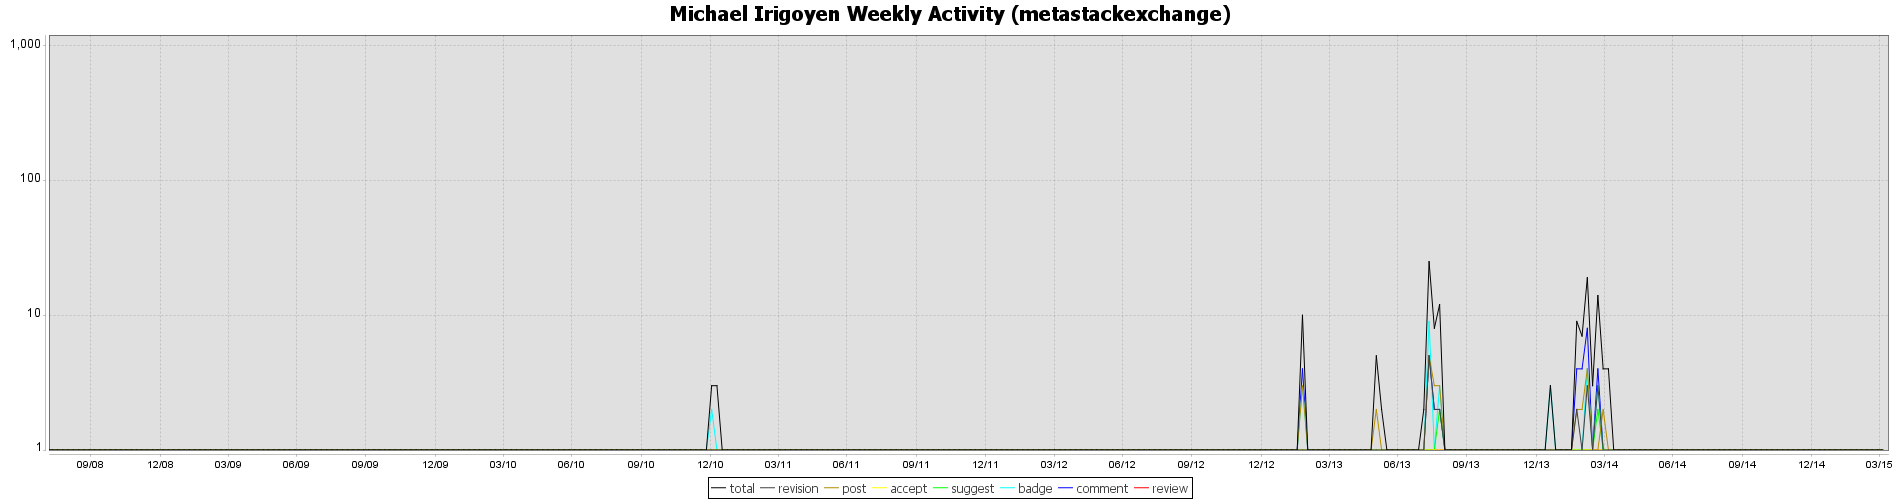 Michael Irigoyen Weekly Activity (metastackexchange)
1,000
100
10
1
09/08 12/08 03/09 06/09 09/09 12/09 03/10 06/10 09/10 12/10 03/11 06/11 09/11 12/11 03/12 06/12 09/12 12/12 03/13 06/13 09/13 12/13 03/14 06/14 09/14 12/14 03/15
total revision post accept suggest badge comment review